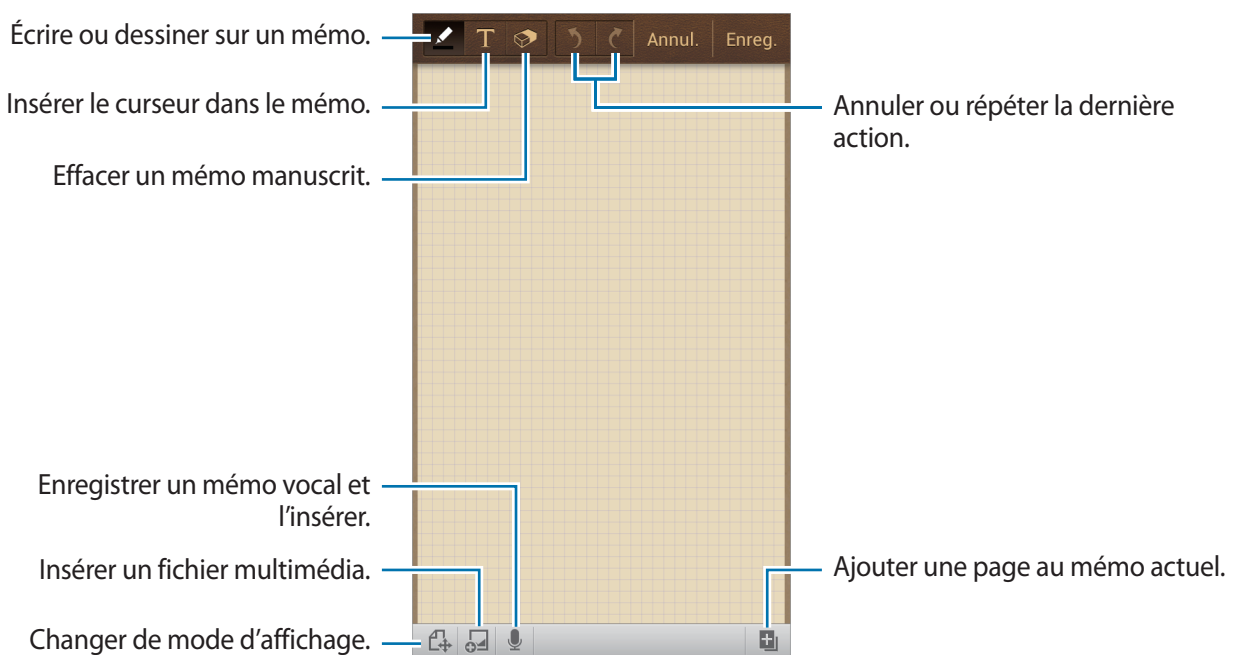 Écrire ou dessiner sur un mémo.
T
Annul.
Enreg.
Insérer le curseur dans le mémo.
Annuler ou répéter la dernière
action.
Effacer un mémo manuscrit.
Enregistrer un mémo vocal et
l'insérer.
Insérer un fichier multimédia.
Ajouter une page au mémo actuel.
Changer de mode d'affichage.